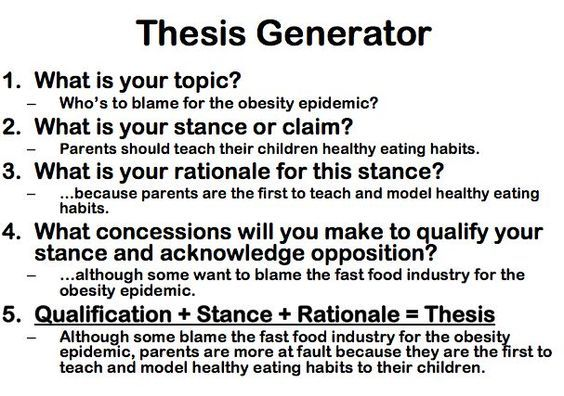 Thesis Generator
1. What is your topic?
– Who's to blame for the obesity epidemic?
2. What is your stance or claim?
– Parents should teach their children healthy eating habits.
3. What is your rationale for this stance?
– ...because parents are the first to teach and model healthy eating
habits.
4. What concessions will you make to qualify your
stance and acknowledge opposition?
– ...although some want to blame the fast food industry for the
obesity epidemic.
5. Qualification + Stance + Rationale = Thesis
– Although some blame the fast food industry for the obesity
epidemic, parents are more at fault because they are the first to
teach and model healthy eating habits to their children.